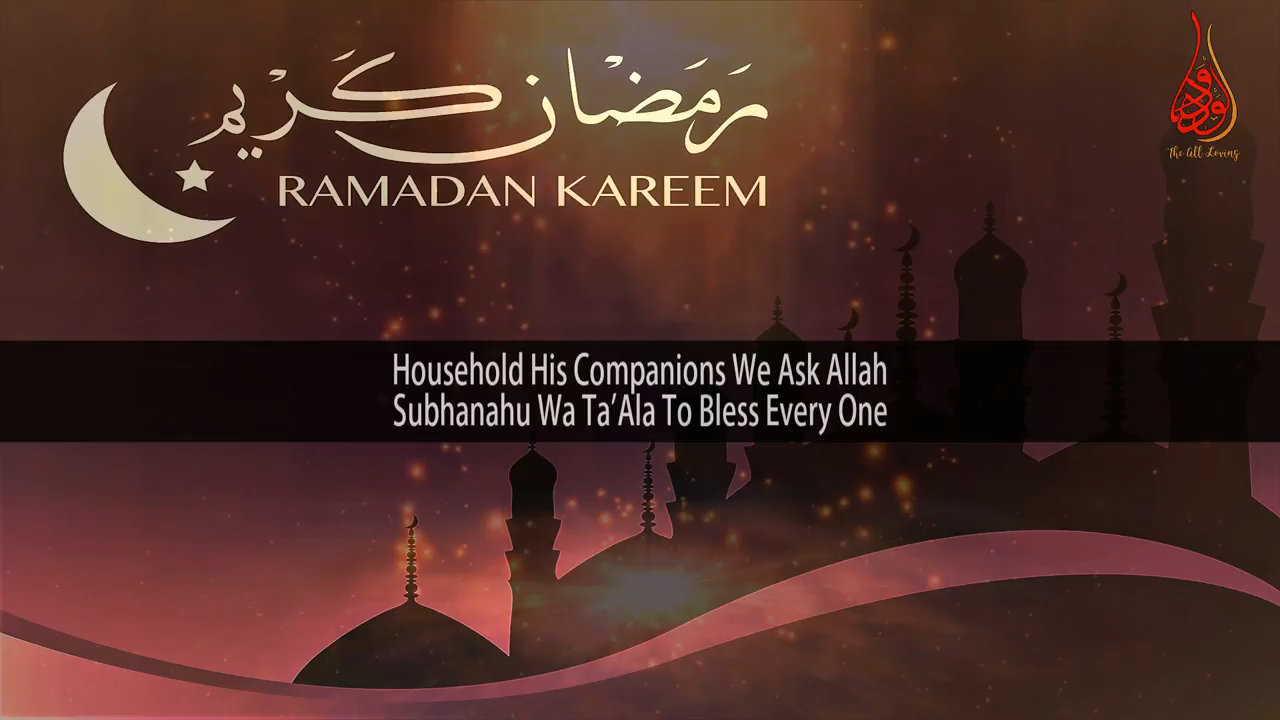 رَمَضَان كَرْيم
RAMADAN KAREEM
الودود
The All Loving
Household His Companions We Ask Allah
Subhanahu Wa Ta’Ala To Bless Every One